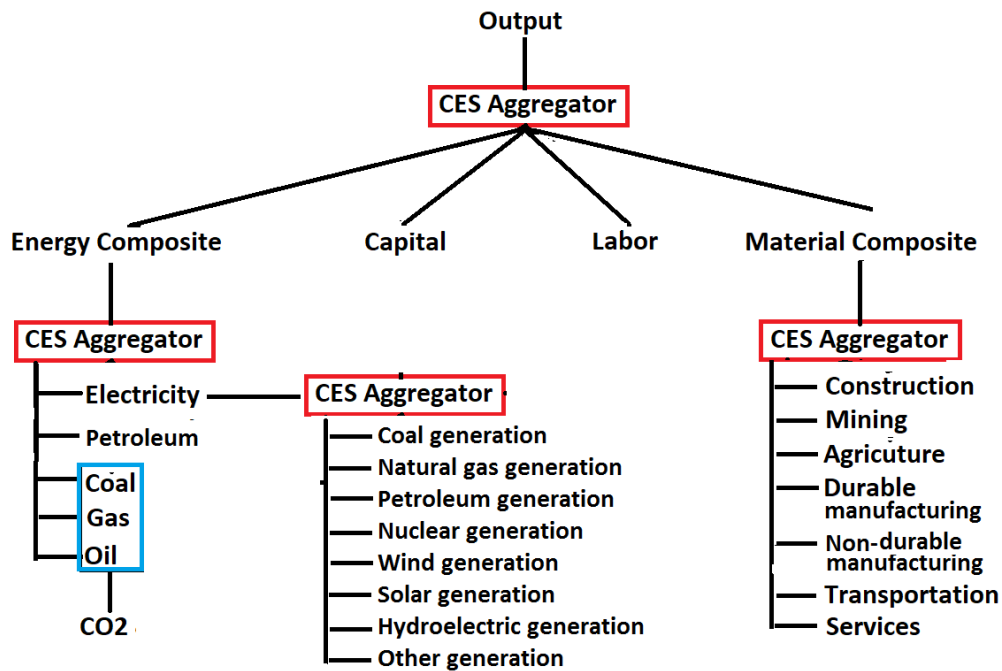 Output
CES Aggregator
Energy Composite
Capital
Labor
Material Composite
CES Aggregator
Electricity
Petroleum
Coal
Gas
Oil
CO2
CES Aggregator
Coal generation
Natural gas generation
Petroleum generation
Nuclear generation
Wind generation
Solar generation
Hydroelectric generation
Other generation
CES Aggregator
Construction
Mining
Agricuture
Durable
manufacturing
Non-durable
manufacturing
Transportation
Services